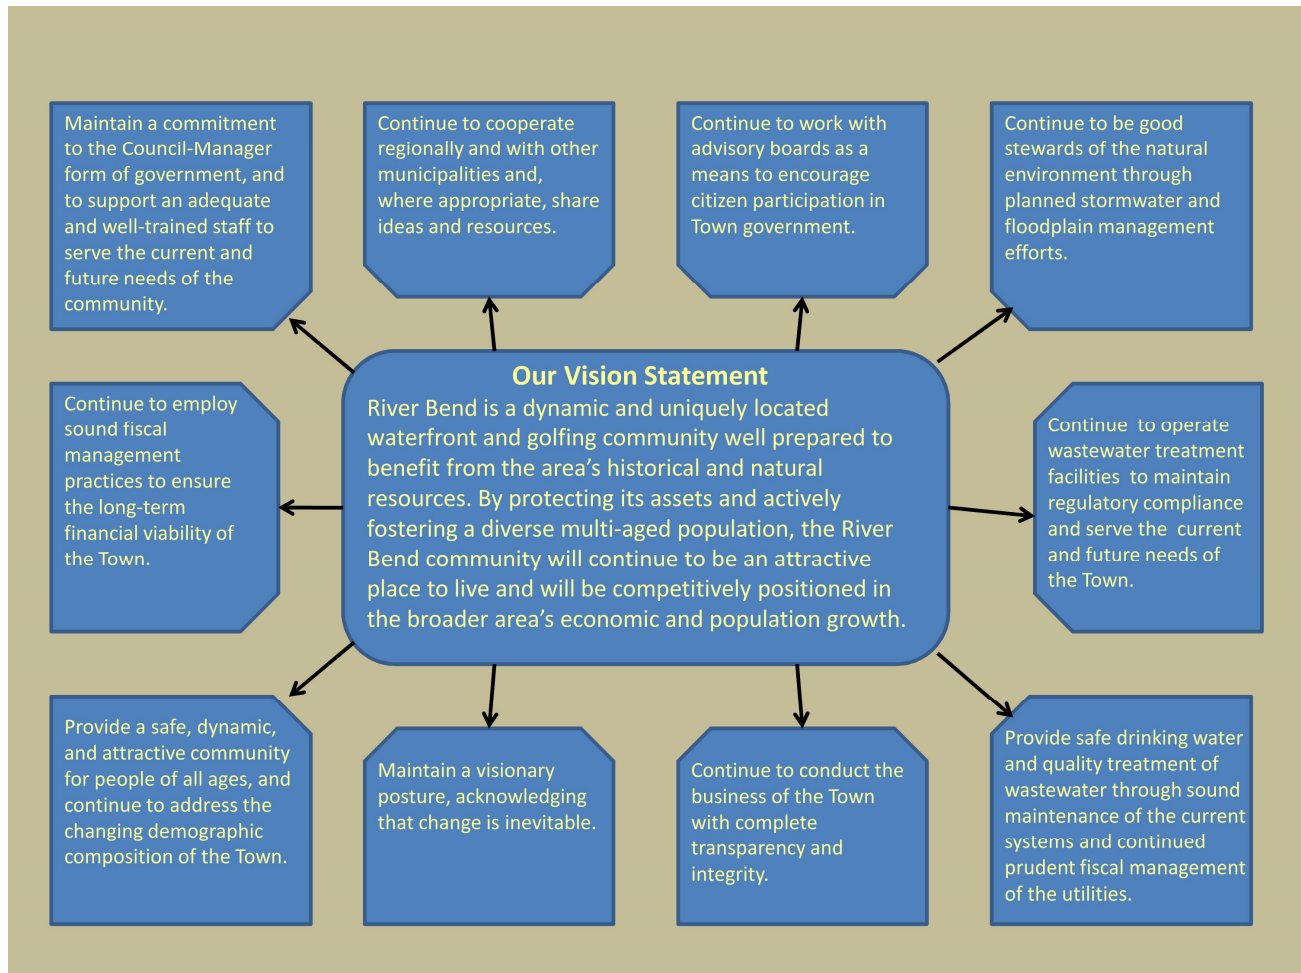 Maintain a commitment
to the Council-Manager
form of government, and
to support an adequate
and well-trained staff to
serve the current and
future needs of the
community.
Continue to cooperate
regionally and with other
municipalities and,
where appropriate, share
ideas and resources.
Continue to work with
advisory boards as a
means to encourage
citizen participation in
Town government.
Continue to be good
stewards of the natural
environment through
planned stormwater and
floodplain management
efforts.
Continue to employ
sound fiscal
management
practices to ensure
the long-term
financial viability of
the Town.
Our Vision Statement
River Bend is a dynamic and uniquely located
waterfront and golfing community well prepared to
benefit from the area’s historical and natural
resources. By protecting its assets and actively
fostering a diverse multi-aged population, the River
Bend community will continue to be an attractive
place to live and will be competitively positioned in
the broader area’s economic and population growth.
Continue  to operate
wastewater treatment
facilities  to maintain
regulatory compliance
and serve the  current
and future needs of
the Town.
Provide a safe, dynamic,
and attractive community
for people of all ages, and
continue to address the
changing demographic
composition of the Town.
Maintain a visionary
posture, acknowledging
that change is inevitable.
Continue to conduct the
business of the Town
with complete
transparency and
integrity.
Provide safe drinking water
and quality treatment of
wastewater through sound
maintenance of the current
systems and continued
prudent fiscal management
of the utilities.